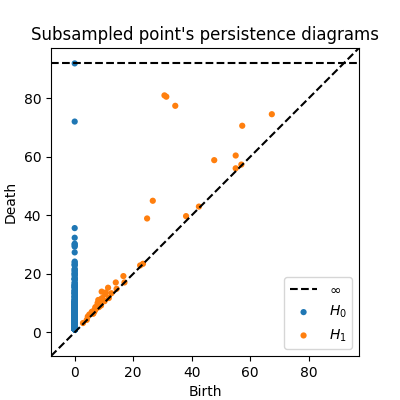 Subsampled point's persistence diagrams
Death
80
60
40
20
0
0 20 40 60 80
Birth
∞
H₀
H₁